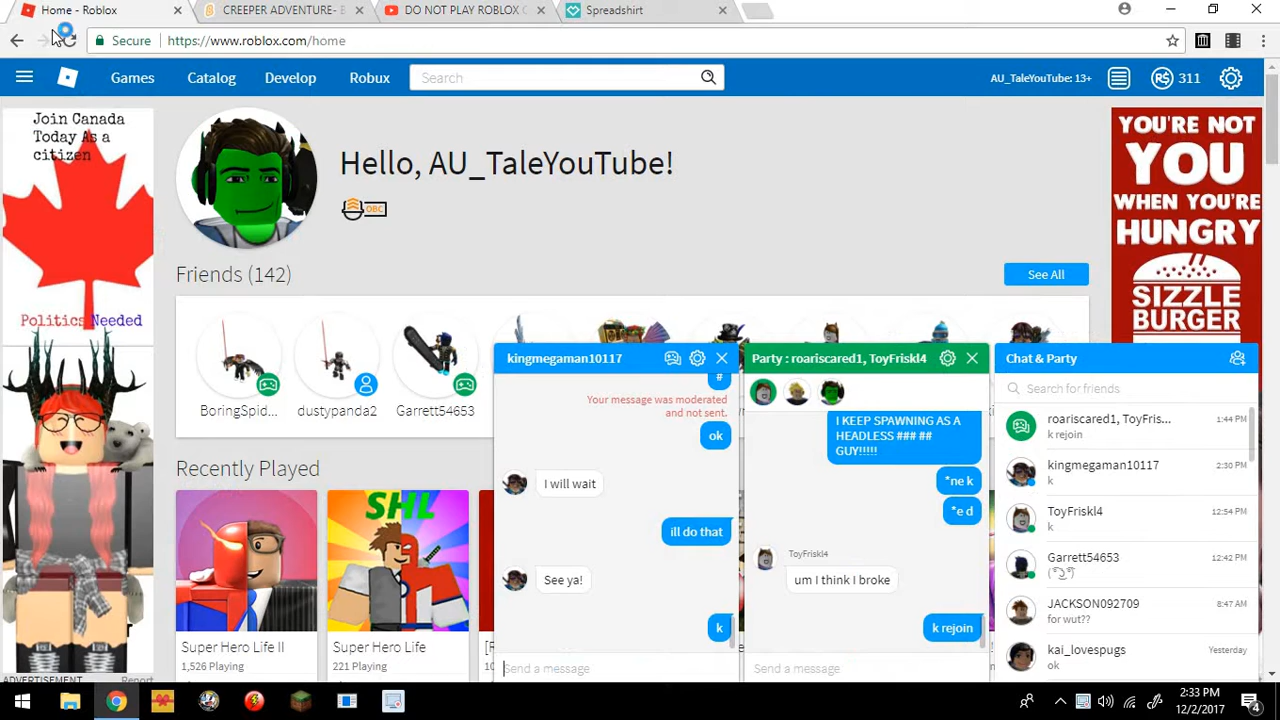 Home - Roblox
CREEPER ADVENTURE- B
DO NOT PLAY ROBLOX
Spreadshirt
Secure
https://www.roblox.com/home
Games
Catalog
Develop
Robux
Search
AU_TaleYouTube: 13+
311
Join Canada
Today As a
citizen
Politics Needed
ADVERTISEMENT
Report
Hello, AU_TaleYouTube!
OBC
Friends (142)
See All
BoringSpid...
dustypanda2
Garrett54653
Recently Played
SHL
Super Hero Life II
1,526 Playing
Super Hero Life
221 Playing
YOU'RE NOT
YOU
WHEN YOU'RE
HUNGRY
SIZZLE
BURGER
kingmegaman10117
#
Your message was moderated
and not sent.
ok
I will wait
ill do that
See ya!
k
Send a message
Party : roariscared1, ToyFriskl4
I KEEP SPAWNING AS A
HEADLESS ### ##
GUY!!!!!
*ne k
*e d
ToyFriskl4
um I think I broke
k rejoin
Send a message
Chat & Party
Search for friends
roariscared1, ToyFris...
1:44 PM
k rejoin
kingmegaman10117
2:30 PM
k
ToyFriskl4
12:54 PM
k
Garrett54653
12:42 PM
JACKSON092709
8:47 AM
for wut??
kai_lovespugs
Yesterday
ok
2:33 PM
12/2/2017
4